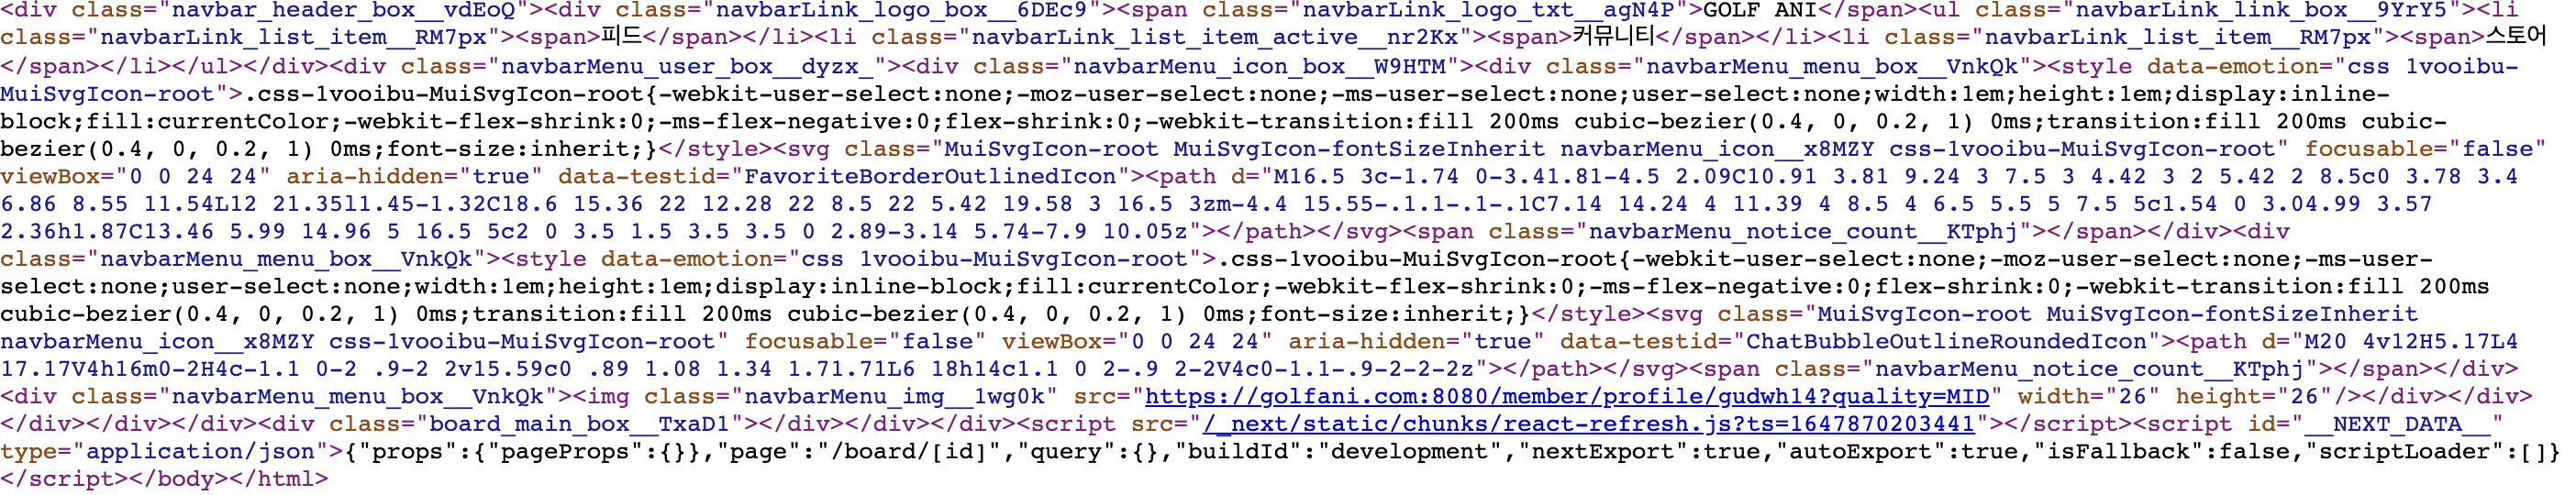 <div class="navbar_header_box__vdEoQ"><div class="navbarLink_logo_box__6DEc9"><span class="navbarLink_logo_txt__agN4P">GOLF ANI</span><ul class="navbarLink_link_box__9YrY5"><li
class="navbarLink_list_item__RM7px"><span>피드</span></li><li class="navbarLink_list_item_active__nr2Kx"><span>커뮤니티</span></li><li class="navbarLink_list_item__RM7px"><span>스토어
</span></li></ul></div><div class="navbarMenu_user_box__dyzx_"><div class="navbarMenu_icon_box__W9HTM"><div class="navbarMenu_menu_box__VnkQk"><style data-emotion="css 1vooibu-
MuiSvgIcon-root">.css-1vooibu-MuiSvgIcon-root{-webkit-user-select:none;-moz-user-select:none;-ms-user-select:none;user-select:none;width:1em;height:1em;display:inline-
block;fill:currentColor;-webkit-flex-shrink:0;-ms-flex-negative:0;flex-shrink:0;-webkit-transition:fill 200ms cubic-bezier(0.4, 0, 0.2, 1) 0ms;transition:fill 200ms cubic-
bezier(0.4, 0, 0.2, 1) 0ms;font-size:inherit;}</style><svg class="MuiSvgIcon-root MuiSvgIcon-fontSizeInherit navbarMenu_icon__x8MZY css-1vooibu-MuiSvgIcon-root" focusable="false"
viewBox="0 0 24 24" aria-hidden="true" data-testid="FavoriteBorderOutlinedIcon"><path d="M16.5 3c-1.74 0-3.41.81-4.5 2.09C10.91 3.81 9.24 3 7.5 3 4.42 3 2 5.42 2 8.5c0 3.78 3.4
6.86 8.55 11.54L12 21.35l1.45-1.32C18.6 15.36 22 12.28 22 8.5 22 5.42 19.58 3 16.5 3zm-4.4 15.55-.1.1-.1-.1C7.14 14.24 4 11.39 4 8.5 4 6.5 5.5 5 7.5 5c1.54 0 3.04.99 3.57
2.36h1.87C13.46 5.99 14.96 5 16.5 5c2 0 3.5 1.5 3.5 3.5 0 2.89-3.14 5.74-7.9 10.05z"></path></svg><span class="navbarMenu_notice_count__KTphj"></span></div><div
class="navbarMenu_menu_box__VnkQk"><style data-emotion="css 1vooibu-MuiSvgIcon-root">.css-1vooibu-MuiSvgIcon-root{-webkit-user-select:none;-moz-user-select:none;-ms-user-
select:none;user-select:none;width:1em;height:1em;display:inline-block;fill:currentColor;-webkit-flex-shrink:0;-ms-flex-negative:0;flex-shrink:0;-webkit-transition:fill 200ms
cubic-bezier(0.4, 0, 0.2, 1) 0ms;transition:fill 200ms cubic-bezier(0.4, 0, 0.2, 1) 0ms;font-size:inherit;}</style><svg class="MuiSvgIcon-root MuiSvgIcon-fontSizeInherit
navbarMenu_icon__x8MZY css-1vooibu-MuiSvgIcon-root" focusable="false" viewBox="0 0 24 24" aria-hidden="true" data-testid="ChatBubbleOutlineRoundedIcon"><path d="M20 4v12H5.17L4
17.17V4h16m0-2H4c-1.1 0-2 .9-2 2v15.59c0 .89 1.08 1.34 1.71.71L6 18h14c1.1 0 2-.9 2-2V4c0-1.1-.9-2-2-2z"></path></svg><span class="navbarMenu_notice_count__KTphj"></span></div>
<div class="navbarMenu_menu_box__VnkQk"><img class="navbarMenu_img__1wg0k" src="https://golfani.com:8080/member/profile/gudwh14?quality=MID" width="26" height="26"/></div></div>
</div></div></div><div class="board_main_box__TxaD1"></div></div></div><script src="/_next/static/chunks/react-refresh.js?ts=1647870203441"></script><script id="__NEXT_DATA__"
type="application/json">{"props":{"pageProps":{}},"page":"/board/[id]","query":{},"buildId":"development","nextExport":true,"autoExport":true,"isFallback":false,"scriptLoader":[]}
</script></body></html>